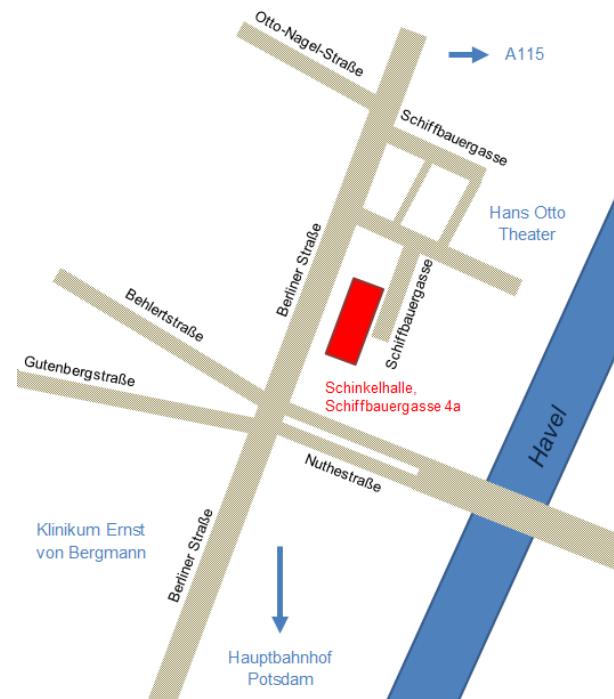 Otto-Nagel-Straße
A115
Schiffbauergasse
Hans Otto
Theater
Berliner Straße
Schiffbauergasse
Behlertstraße
Gutenbergstraße
Schinkelhalle,
Schiffbauergasse 4a
Havel
Nuthestraße
Klinikum Ernst
von Bergmann
Berliner Straße
Hauptbahnhof
Potsdam